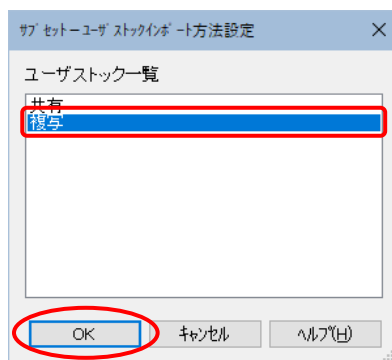 ｻﾌﾞｾｯﾄーﾕｰｻﾞｽﾄｯｸｲﾝﾎﾟｰﾄ方法設定
ユーザストック一覧
共有
複写
OK
ｷｬﾝｾﾙ
ﾍﾙﾌﾟ(H)